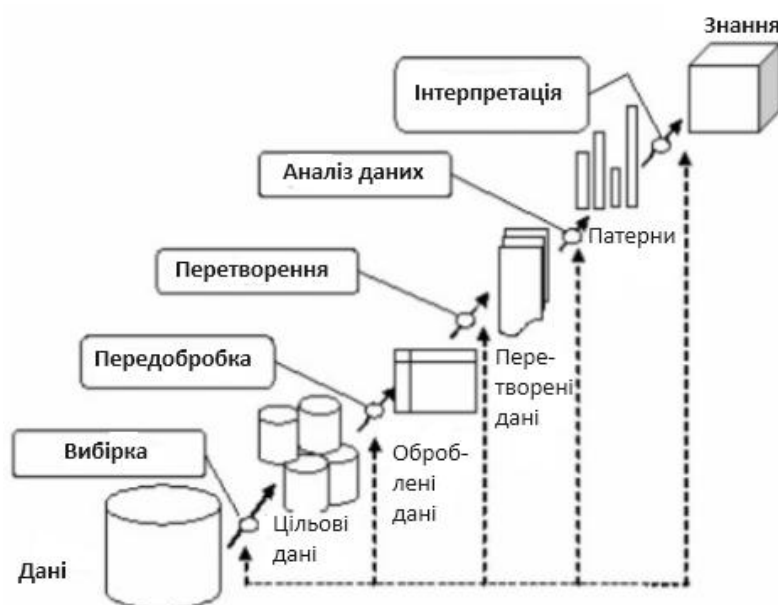 Знання
Інтерпретація
Аналіз даних
Патерни
Перетворення
Пере-
творені
дані
Передобробка
Оброб-
лені
дані
Вибірка
Цільові
дані
Дані